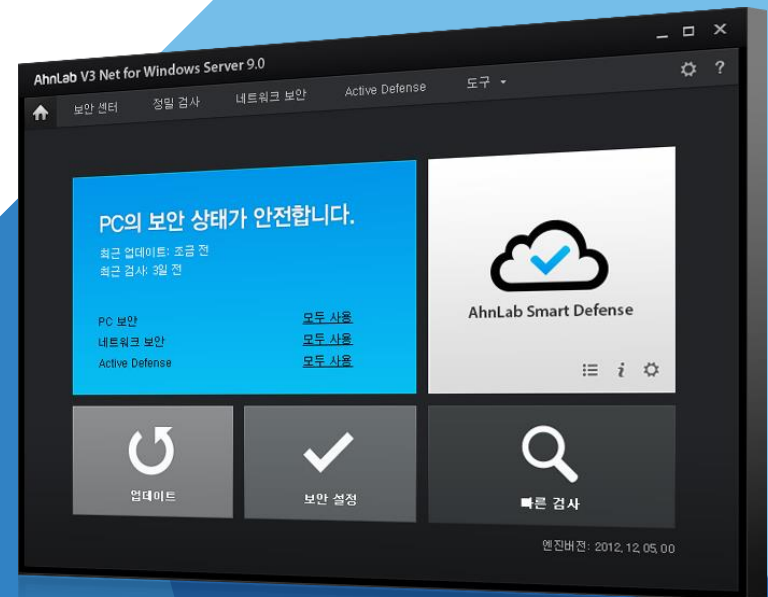 AhnLab V3 Net for Windows Server 9.0
보안 센터 정밀 검사 네트워크 보안 Active Defense 도구
?
PC의 보안 상태가 안전합니다.
최근 업데이트: 조금 전
최근 검사: 3일 전
PC 보안 모두 사용
네트워크 보안 모두 사용
Active Defense 모두 사용
AhnLab Smart Defense
i
업데이트
보안 설정
빠른 검사
엔진버전: 2012.12.05.00